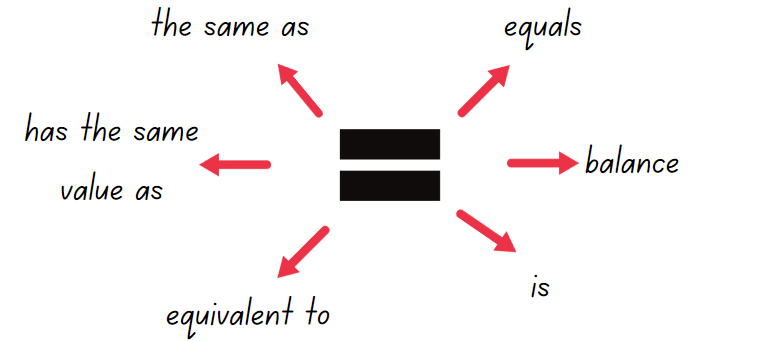 the same as
equals
has the same
value as
balance
is
equivalent to